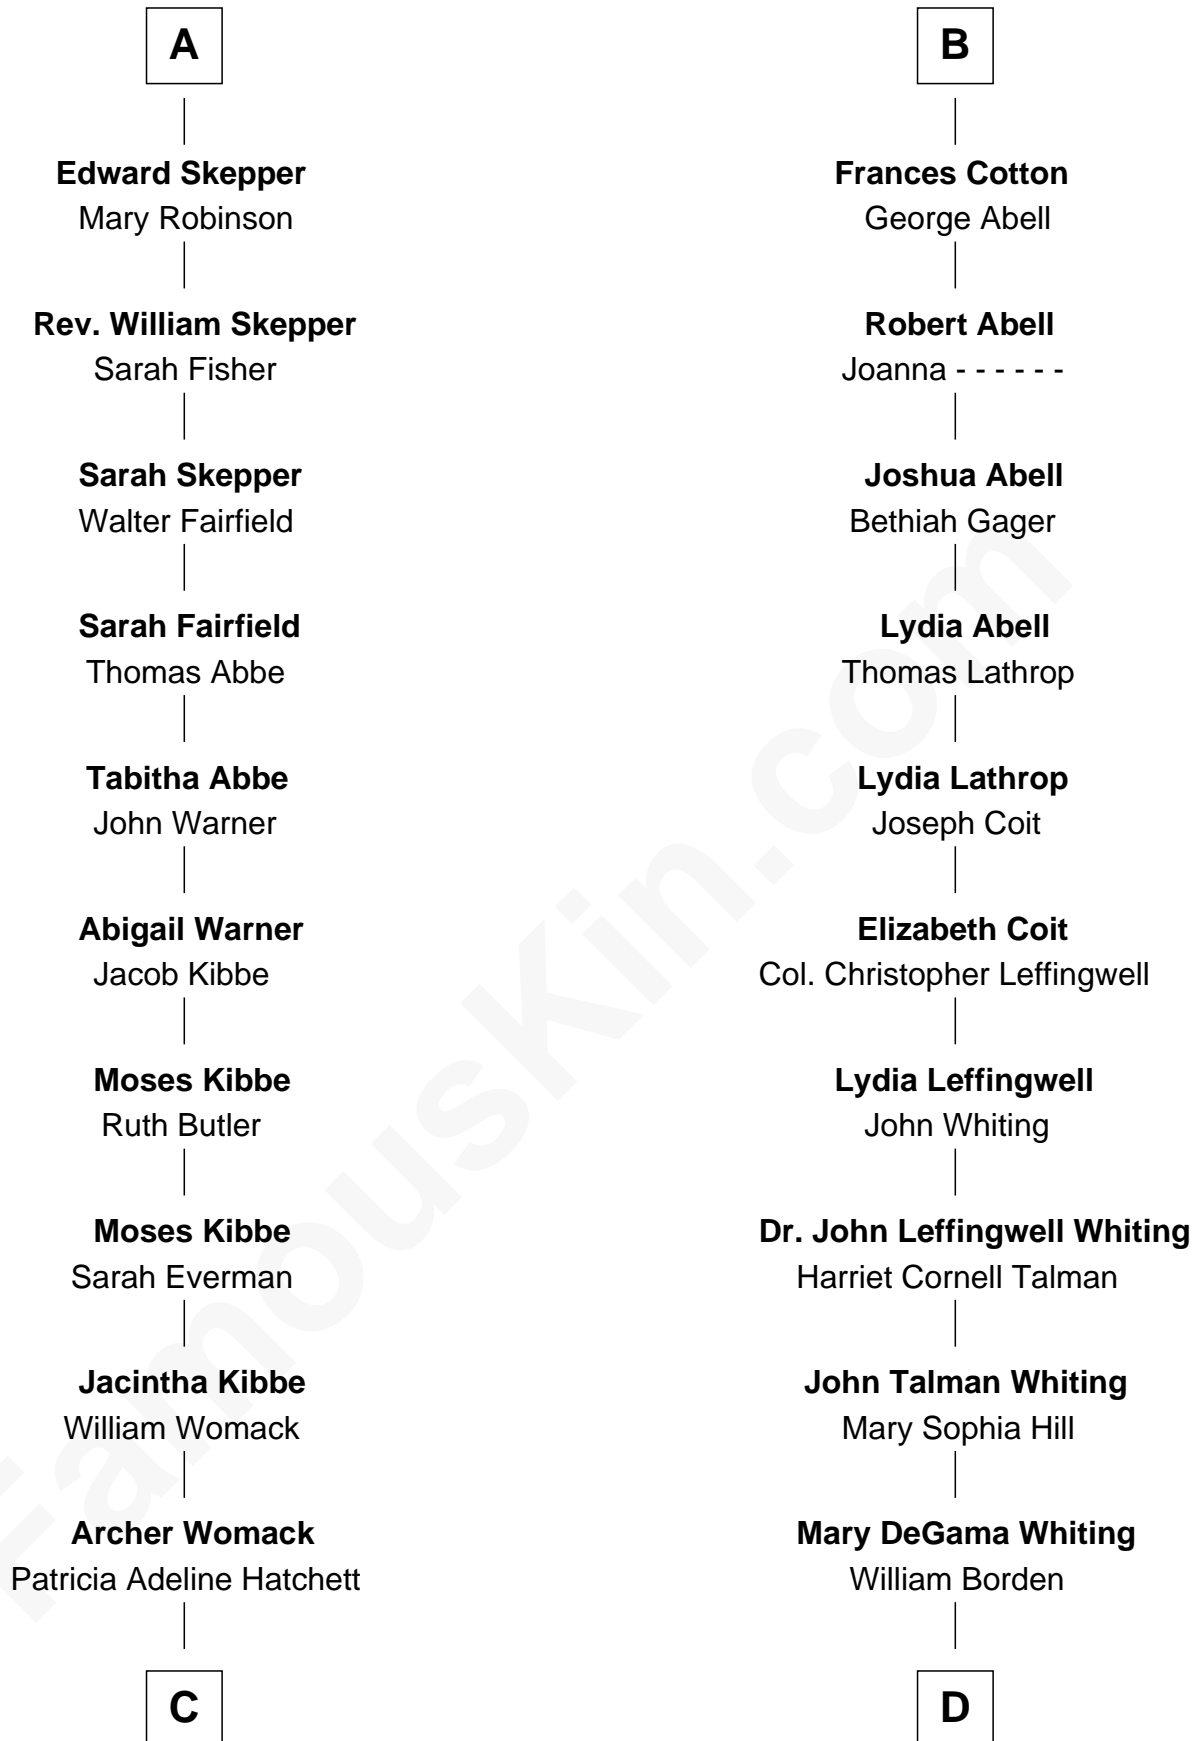 A
Edward Skepper
Mary Robinson
Rev. William Skepper
Sarah Fisher
Sarah Skepper
Walter Fairfield
Sarah Fairfield
Thomas Abbe
Tabitha Abbe
John Warner
Abigail Warner
Jacob Kibbe
Moses Kibbe
Ruth Butler
Moses Kibbe
Sarah Everman
Jacintha Kibbe
William Womack
Archer Womack
Patricia Adeline Hatchett
C
B
Frances Cotton
George Abell
Robert Abell
Joanna - - - - - -
Joshua Abell
Bethiah Gager
Lydia Abell
Thomas Lathrop
Lydia Lathrop
Joseph Coit
Elizabeth Coit
Col. Christopher Leffingwell
Lydia Leffingwell
John Whiting
Dr. John Leffingwell Whiting
Harriet Cornell Talman
John Talman Whiting
Mary Sophia Hill
Mary DeGama Whiting
William Borden
D
FamousKin.com